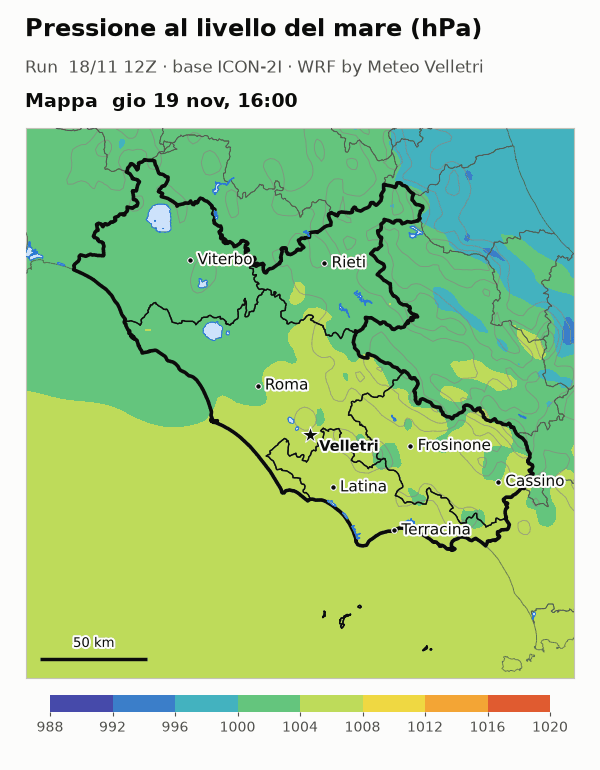 Pressione al livello del mare (hPa)
Run  18/11 12Z · base ICON-2I · WRF by Meteo Velletri
Mappa  gio 19 nov, 16:00
Viterbo
Rieti
Roma
Velletri
Frosinone
Latina
Cassino
Terracina
50 km
988 992 996 1000 1004 1008 1012 1016 1020